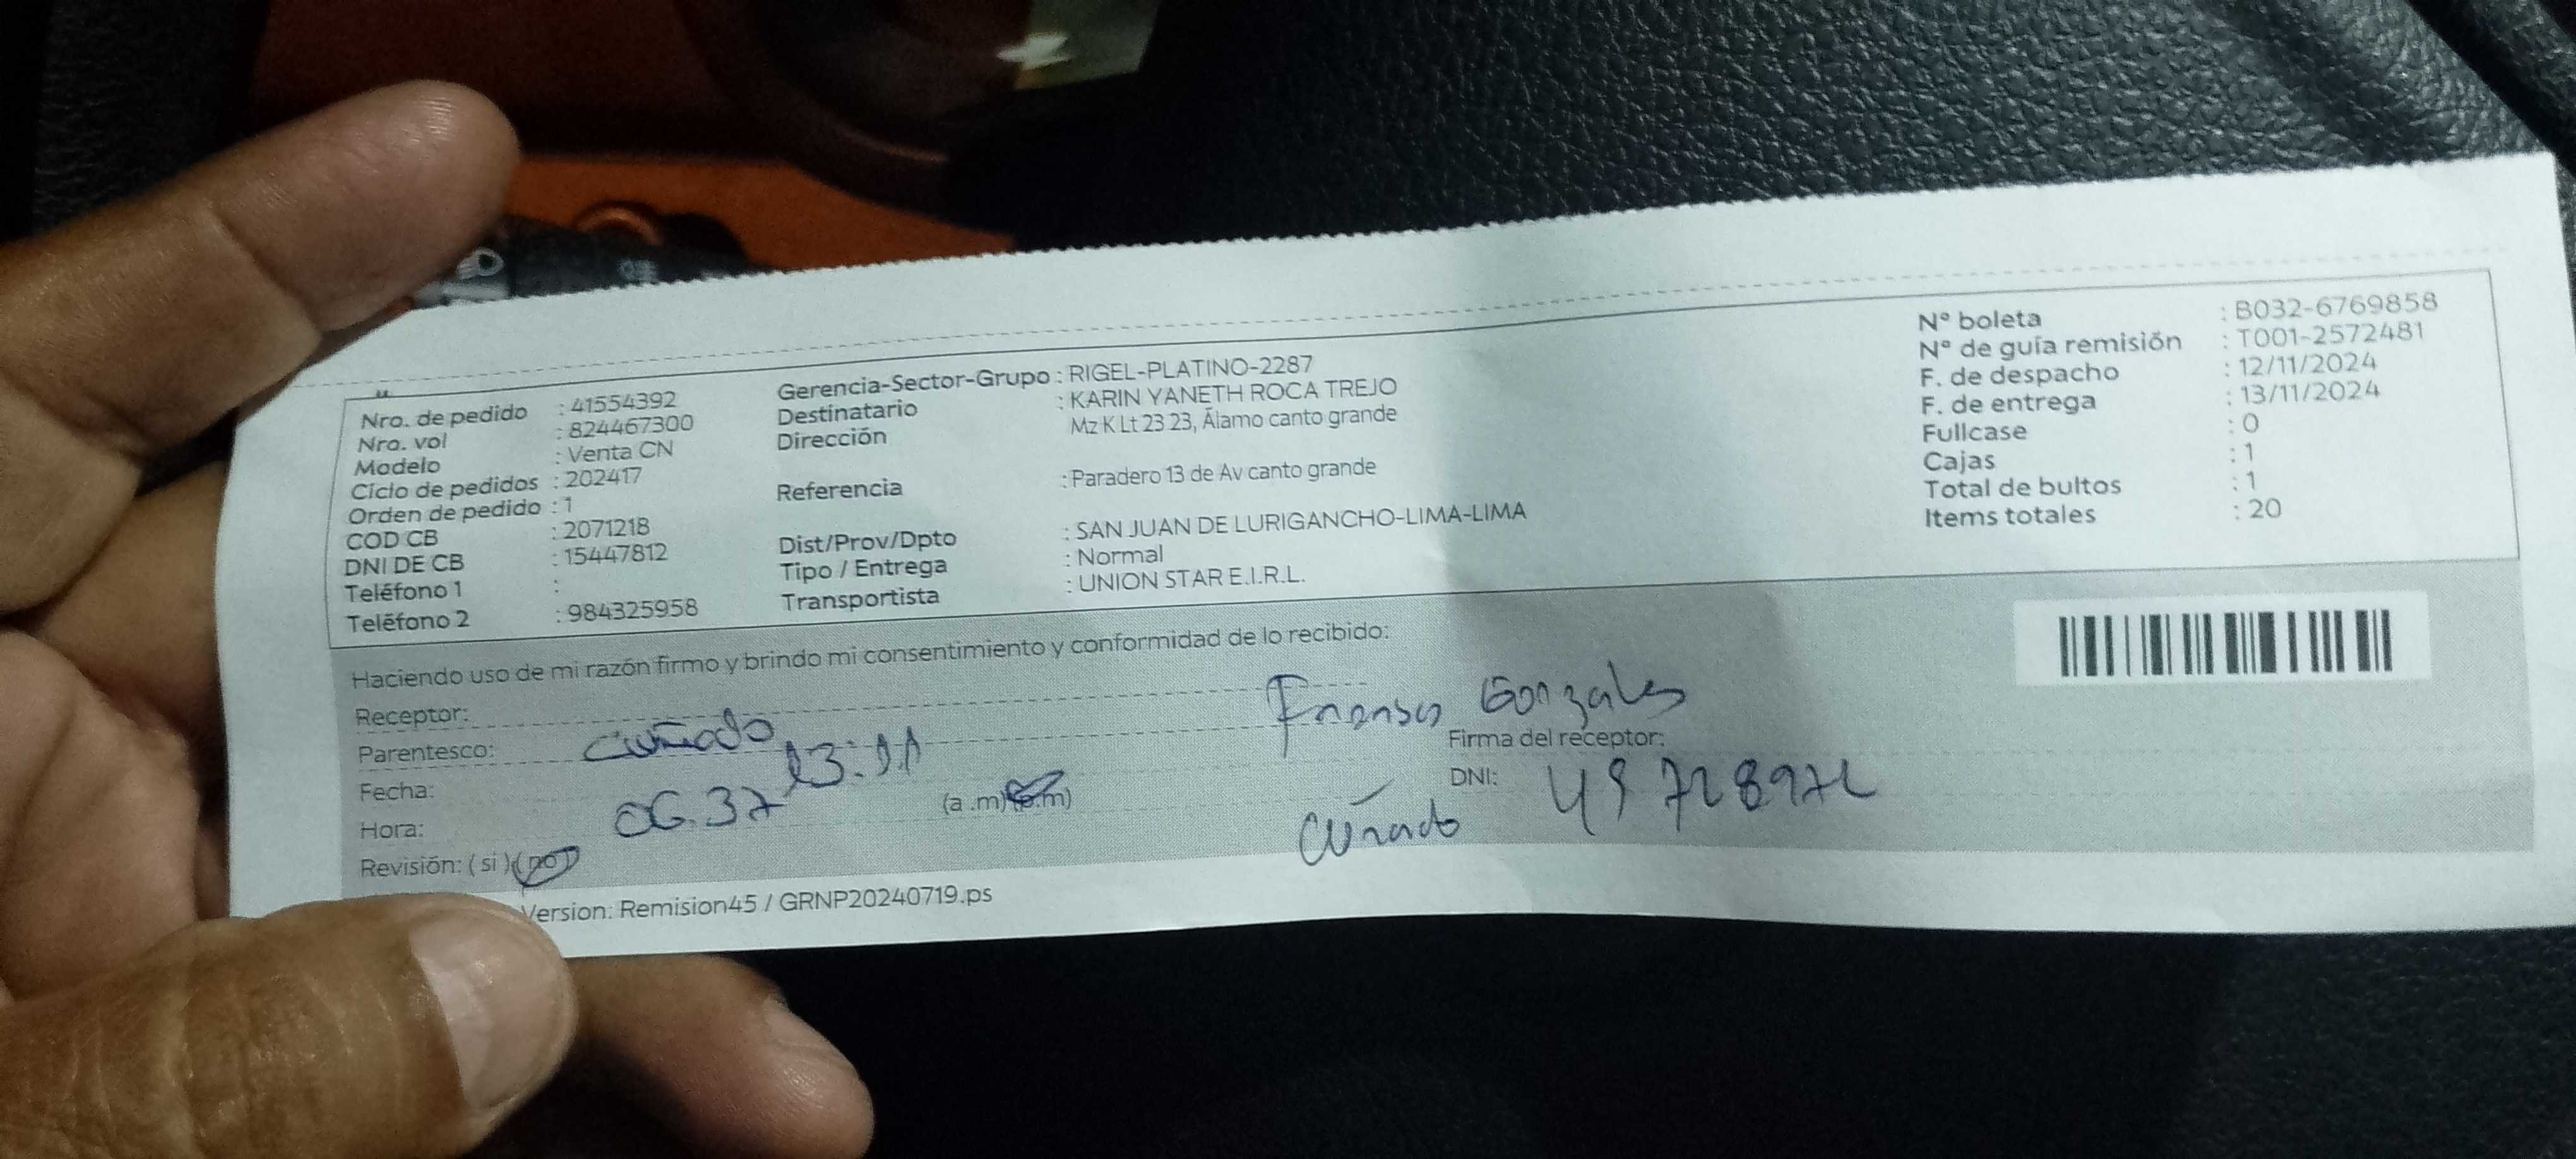 Nro. de pedido : 41554392
Nro. vol : 824467300
Modelo : Venta CN
Ciclo de pedidos : 202417
Orden de pedido : 1
COD CB : 2071218
DNI DE CB : 15447812
Teléfono 1 :
Teléfono 2 : 984325958
Gerencia-Sector-Grupo : RIGEL-PLATINO-2287
Destinatario : KARIN YANETH ROCA TREJO
Dirección Mz K Lt 23 23, Álamo canto grande
Referencia : Paradero 13 de Av canto grande
Dist/Prov/Dpto : SAN JUAN DE LURIGANCHO-LIMA-LIMA
Tipo / Entrega : Normal
Transportista : UNION STAR E.I.R.L.
N° boleta : B032-6769858
N° de guía remisión : T001-2572481
F. de despacho : 12/11/2024
F. de entrega : 13/11/2024
Fullcase : 0
Cajas : 1
Total de bultos : 1
Items totales : 20
Haciendo uso de mi razón firmo y brindo mi consentimiento y conformidad de lo recibido:
Receptor:
Parentesco: cuñado
Fecha: 13.11
Hora: 06.37 (a .m) (p.m)
Revisión: ( si ) (no)
Gonzales
Firma del receptor:
DNI:
cuñado
Version: Remision45 / GRNP20240719.ps